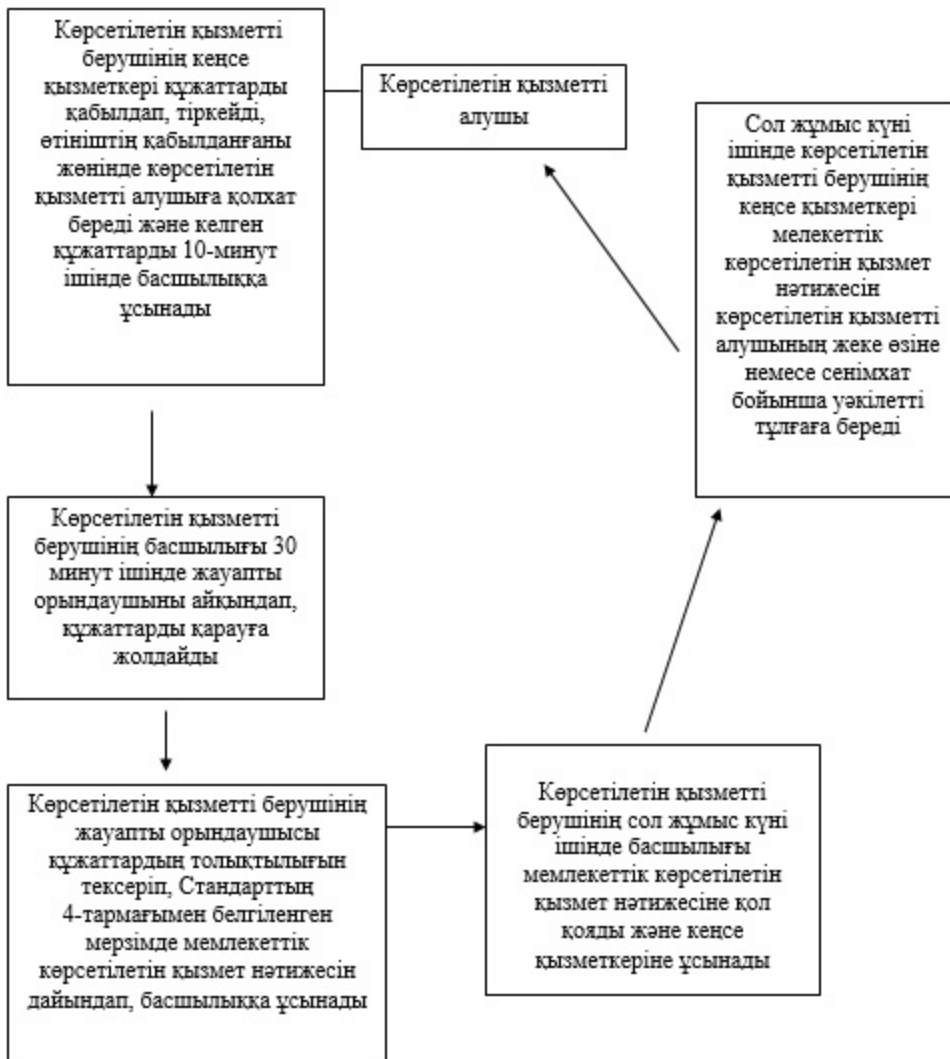 Көрсетілетін қызметті
берушінің кеңсе
қызметкері құжаттарды
қабылдап, тіркейді,
өтініштің қабылданғаны
жөнінде көрсетілетін
қызметті алушыға қолхат
береді және келген
құжаттарды 10-минут
ішінде басшылыққа
ұсынады
Көрсетілетін қызметті
алушы
Сол жұмыс күні
ішінде көрсетілетін
қызметті берушінің
кеңсе қызметкері
мелекеттік
көрсетілетін қызмет
нәтижесін
көрсетілетін қызметті
алушының жеке өзіне
немесе сенімхат
бойынша уәкілетті
тұлғаға береді
Көрсетілетін қызметті
берушінің басшылығы 30
минут ішінде жауапты
орындаушыны айқындап,
құжаттарды қарауға
жолдайды
Көрсетілетін қызметті берушінің
жауапты орындаушысы
құжаттардың толықтылығын
тексеріп, Стандарттың
4-тармағымен белгіленген
мерзімде мемлекеттік
көрсетілетін қызмет нәтижесін
дайындап, басшылыққа ұсынады
Көрсетілетін қызметті
берушінің сол жұмыс күні
ішінде басшылығы
мемлекеттік көрсетілетін
қызмет нәтижесіне қол
қояды және кеңсе
қызметкеріне ұсынады